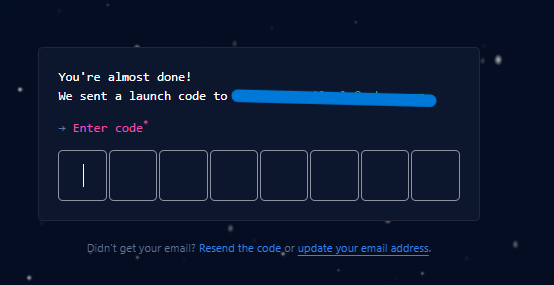 You're almost done!
We sent a launch code to
→ Enter code*
Didn't get your email? Resend the code or update your email address.